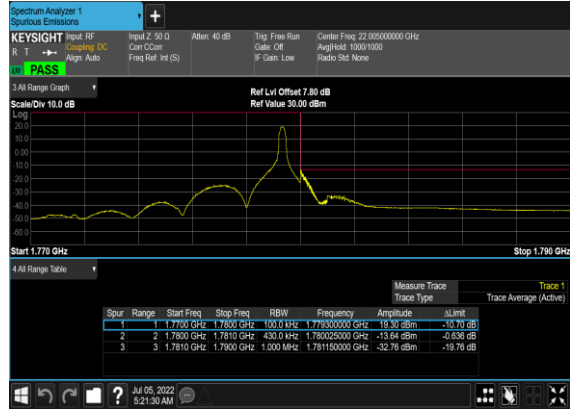 Spectrum Analyzer 1
Spurious Emissions
KEYSIGHT Input: RF Input Z: 50 Ω Atten: 40 dB Trig: Free Run Center Freq: 22.005000000 GHz
R T Coupling: DC Corr CCorr Gate: Off Avg|Hold: 1000/1000
Align: Auto Freq Ref: Int (S) IF Gain: Low Radio Std: None
PASS
3 All Range Graph
Ref Lvl Offset 7.80 dB
Scale/Div 10.0 dB Ref Value 30.00 dBm
Log
20.0
10.0
0.00
-10.0
-20.0
-30.0
-40.0
-50.0
-60.0
Start 1.770 GHz Stop 1.790 GHz
4 All Range Table
Measure Trace Trace 1
Trace Type Trace Average (Active)
Spur Range Start Freq Stop Freq RBW Frequency Amplitude ΔLimit
1 1 1.7700 GHz 1.7800 GHz 100.0 kHz 1.779300000 GHz 19.30 dBm -10.70 dB
2 2 1.7800 GHz 1.7810 GHz 430.0 kHz 1.780025000 GHz -13.64 dBm -0.636 dB
3 3 1.7810 GHz 1.7900 GHz 1.000 MHz 1.781150000 GHz -32.76 dBm -19.76 dB
? Jul 05, 2022
5:21:30 AM